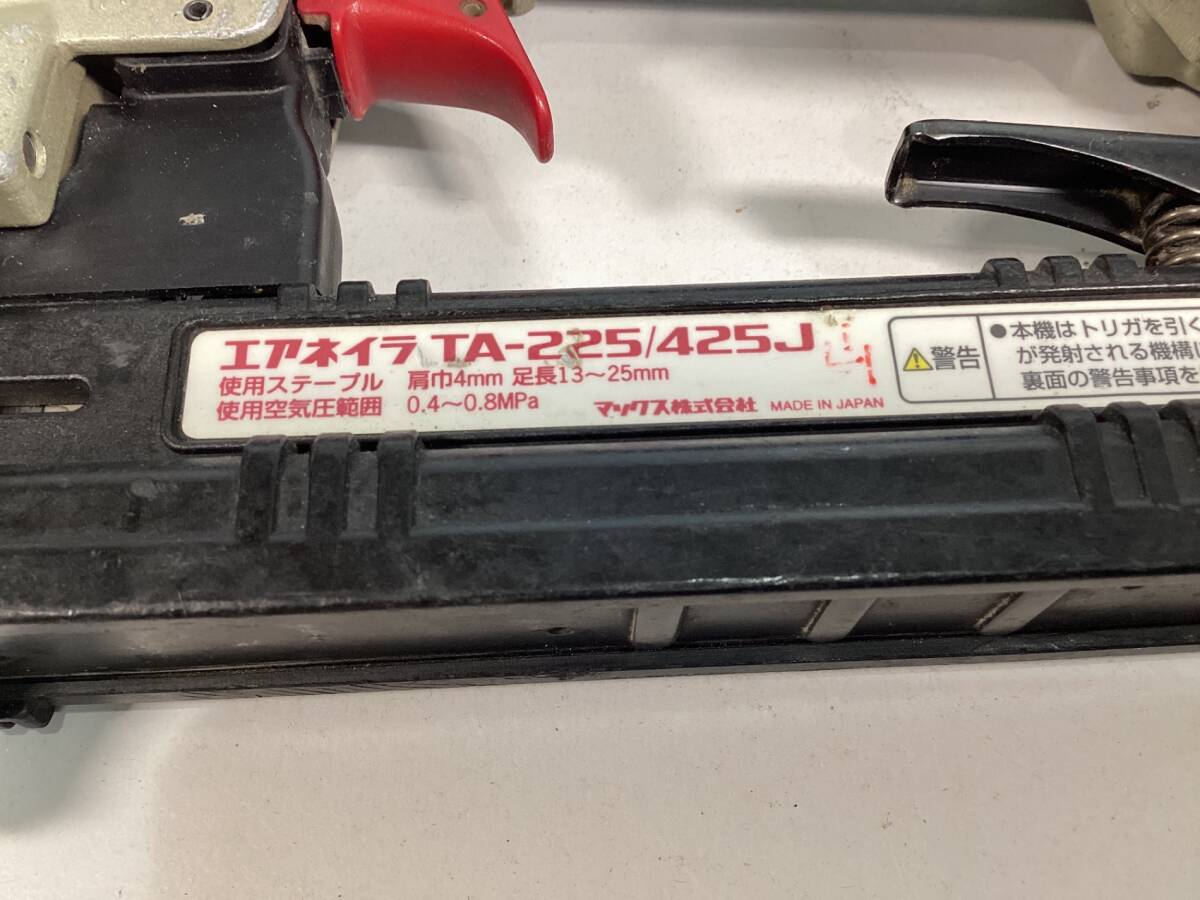 エアネイラ TA-225/425J
使用ステープル 肩巾4mm 足長13～25mm
使用空気圧範囲 0.4～0.8MPa マックス株式会社 MADE IN JAPAN
警告
●本機はトリガを引く
が発射される機構に
裏面の警告事項を